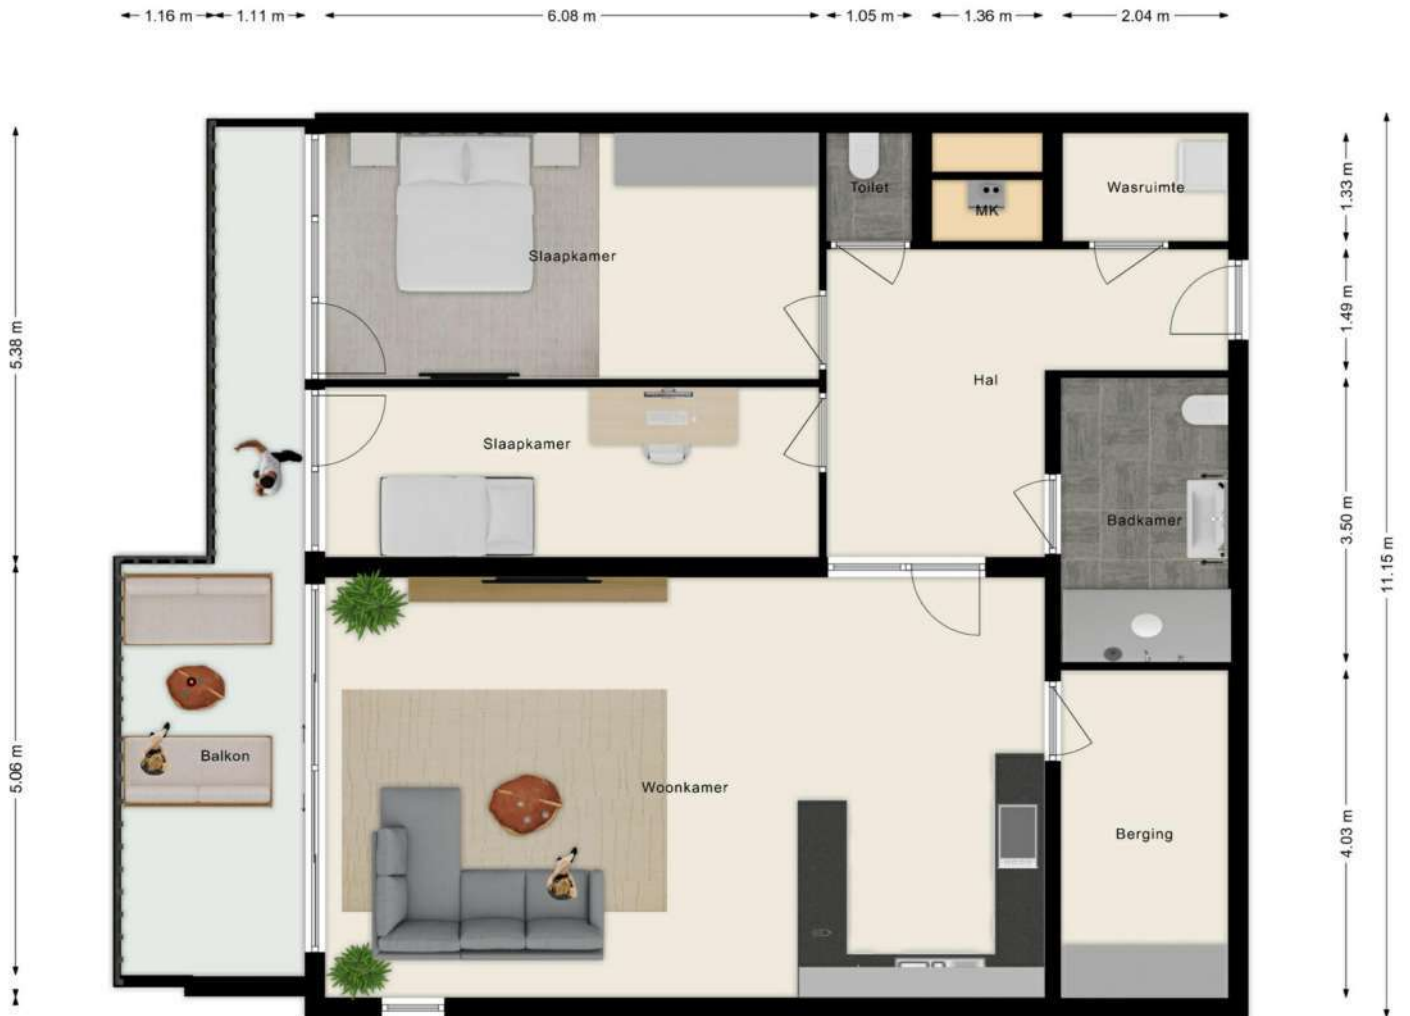 1.16 m
1.11 m
6.08 m
1.05 m
1.36 m
2.04 m
Toilet
MK
Wasruimte
1.33 m
Slaapkamer
1.49 m
5.38 m
Hal
Slaapkamer
Badkamer
3.50 m
11.15 m
Balkon
5.06 m
Woonkamer
Berging
4.03 m